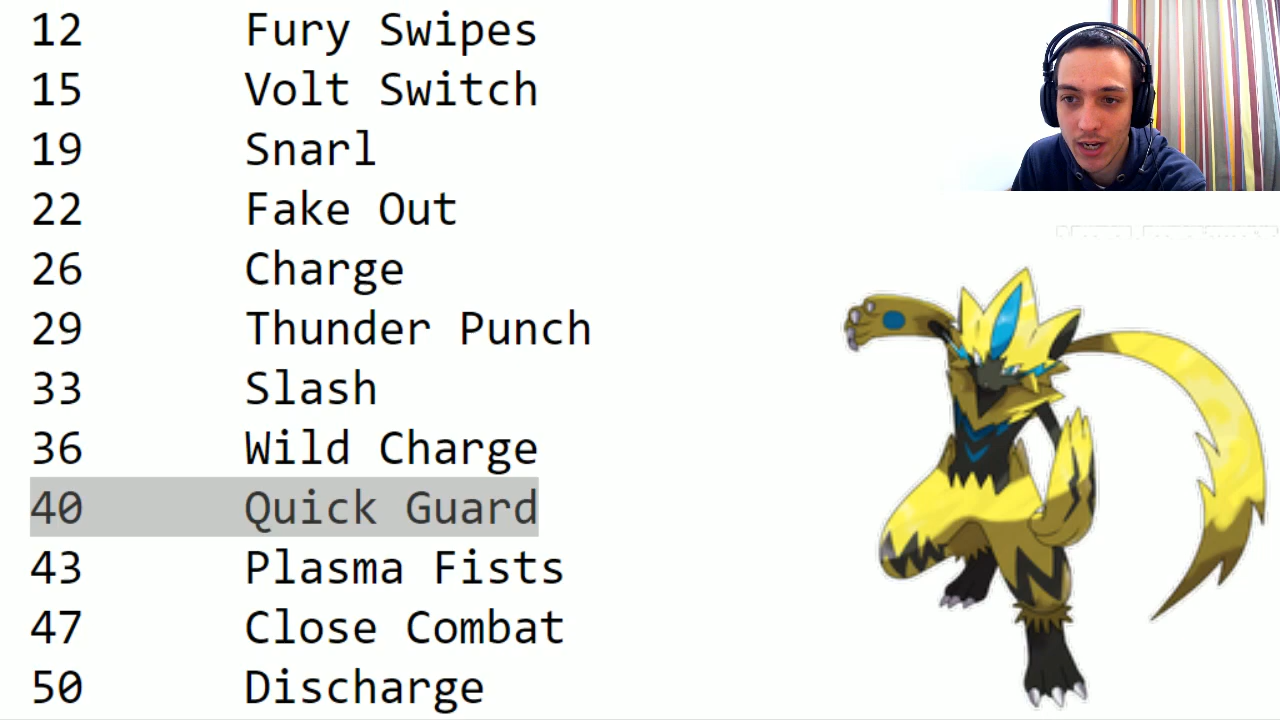 12 Fury Swipes
15 Volt Switch
19 Snarl
22 Fake Out
26 Charge
29 Thunder Punch
33 Slash
36 Wild Charge
40 Quick Guard
43 Plasma Fists
47 Close Combat
50 Discharge